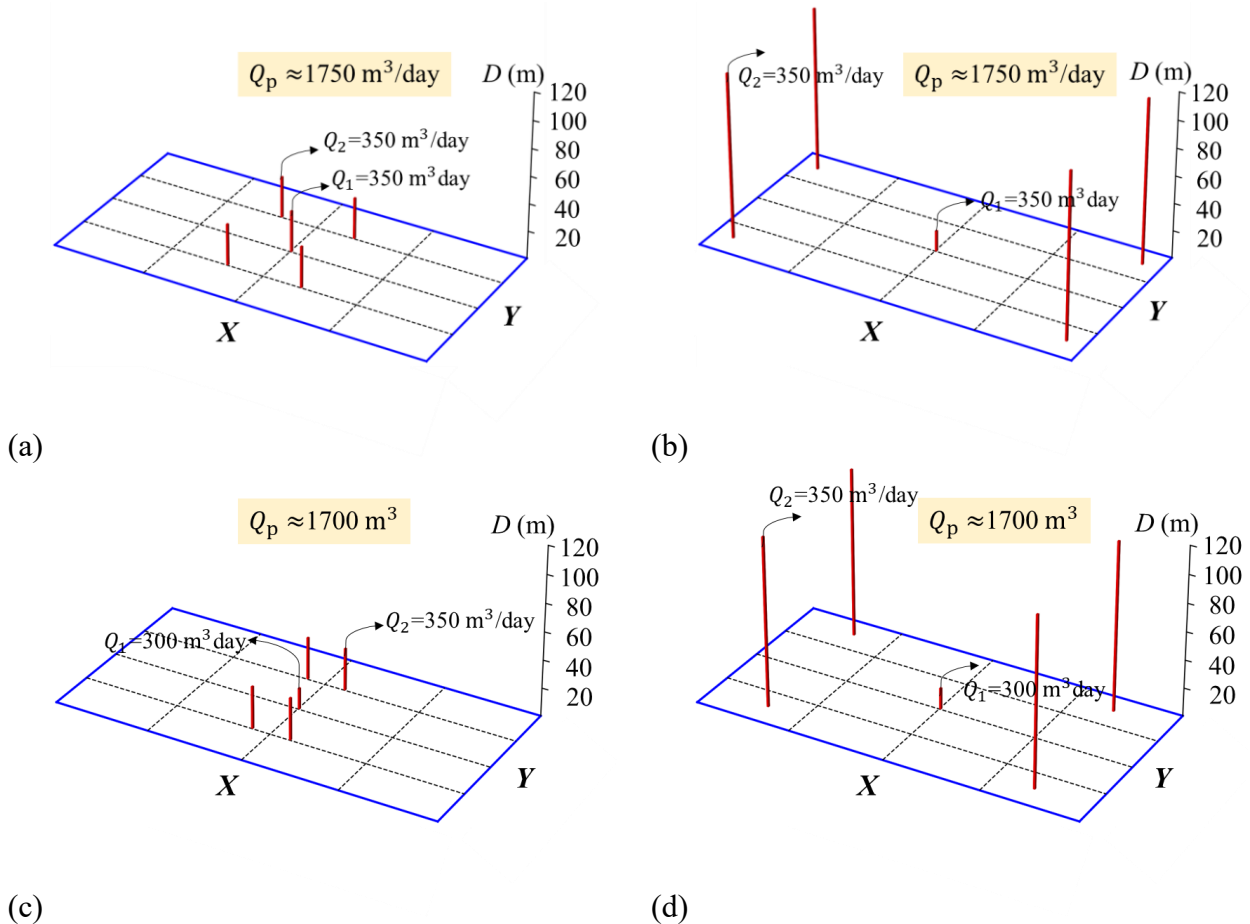 Qₚ ≈1750 m³/day
D (m)
120
100
80
60
40
20
Q₂=350 m³/day
Q₁=350 m³day
X
Y
(a)
Q₂=350 m³/day
Qₚ ≈1750 m³/day
D (m)
120
100
80
60
40
20
Q₁=350 m³day
X
Y
(b)
Qₚ ≈1700 m³
D (m)
120
100
80
60
40
20
Q₂=350 m³/day
Q₁=300 m³day
X
Y
(c)
Q₂=350 m³/day
Qₚ ≈1700 m³
D (m)
120
100
80
60
40
20
Q₁=300 m³day
X
Y
(d)